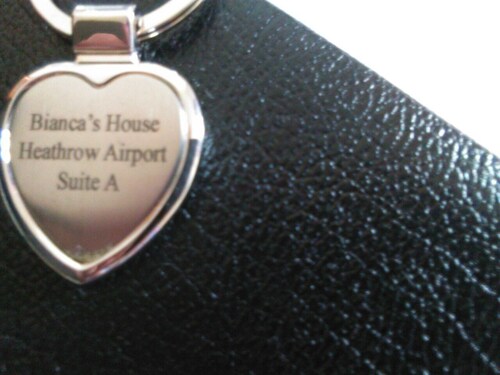 Bianca's House
Heathrow Airport
Suite A